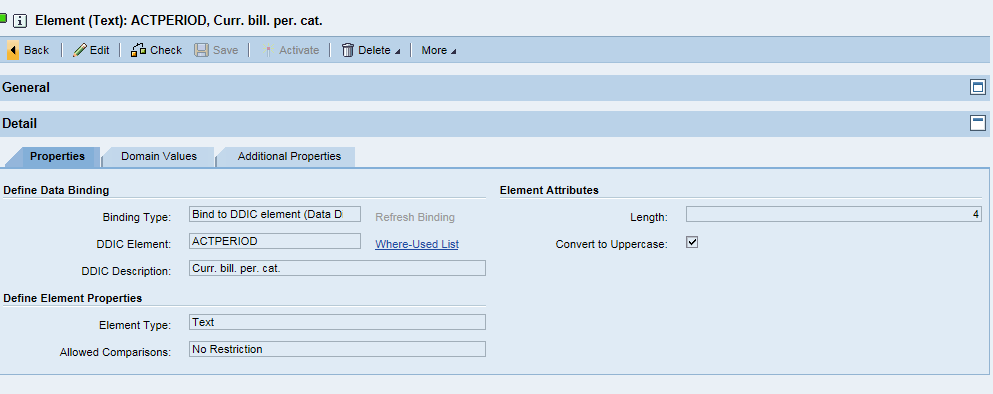 Element (Text): ACTPERIOD, Curr. bill. per. cat.
Back Edit Check Save Activate Delete More
General
Detail
Properties Domain Values Additional Properties
Define Data Binding
Binding Type: Bind to DDIC element (Data D Refresh Binding
DDIC Element: ACTPERIOD Where-Used List
DDIC Description: Curr. bill. per. cat.
Define Element Properties
Element Type: Text
Allowed Comparisons: No Restriction
Element Attributes
Length: 4
Convert to Uppercase: